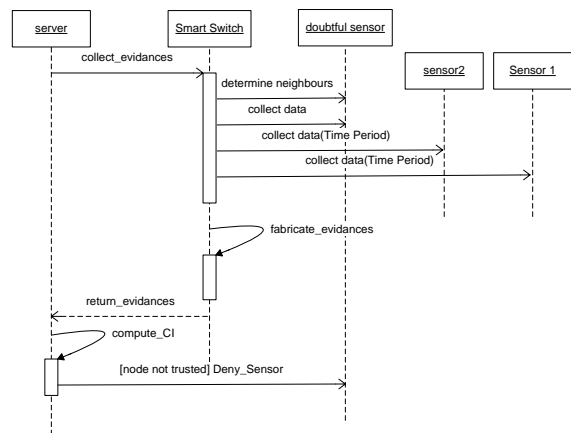 server
Smart Switch
doubtful sensor
sensor2
Sensor 1
collect_evidances
determine neighbours
collect data
collect data(Time Period)
collect data(Time Period)
fabricate_evidances
return_evidances
compute_CI
[node not trusted] Deny_Sensor